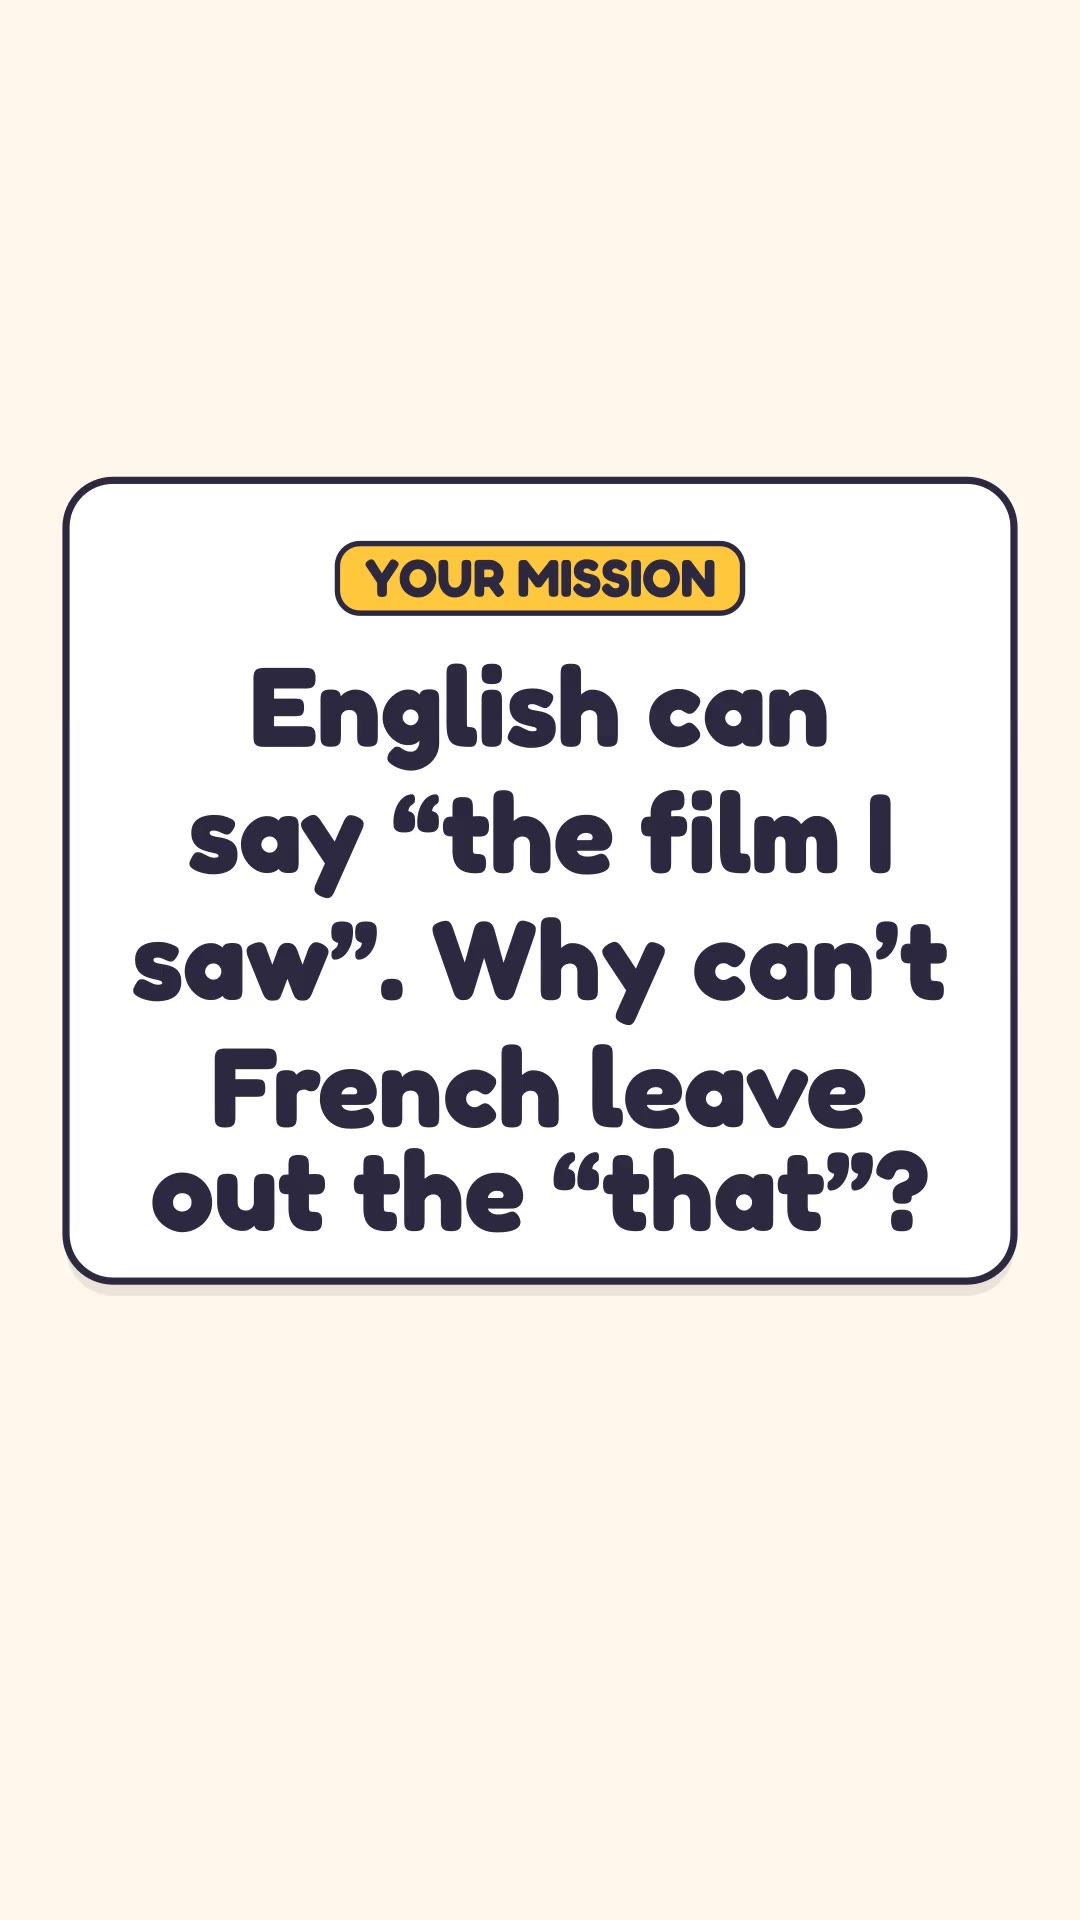 YOUR MISSION
English can
say “the film I
saw”. Why can’t
French leave
out the “that”?